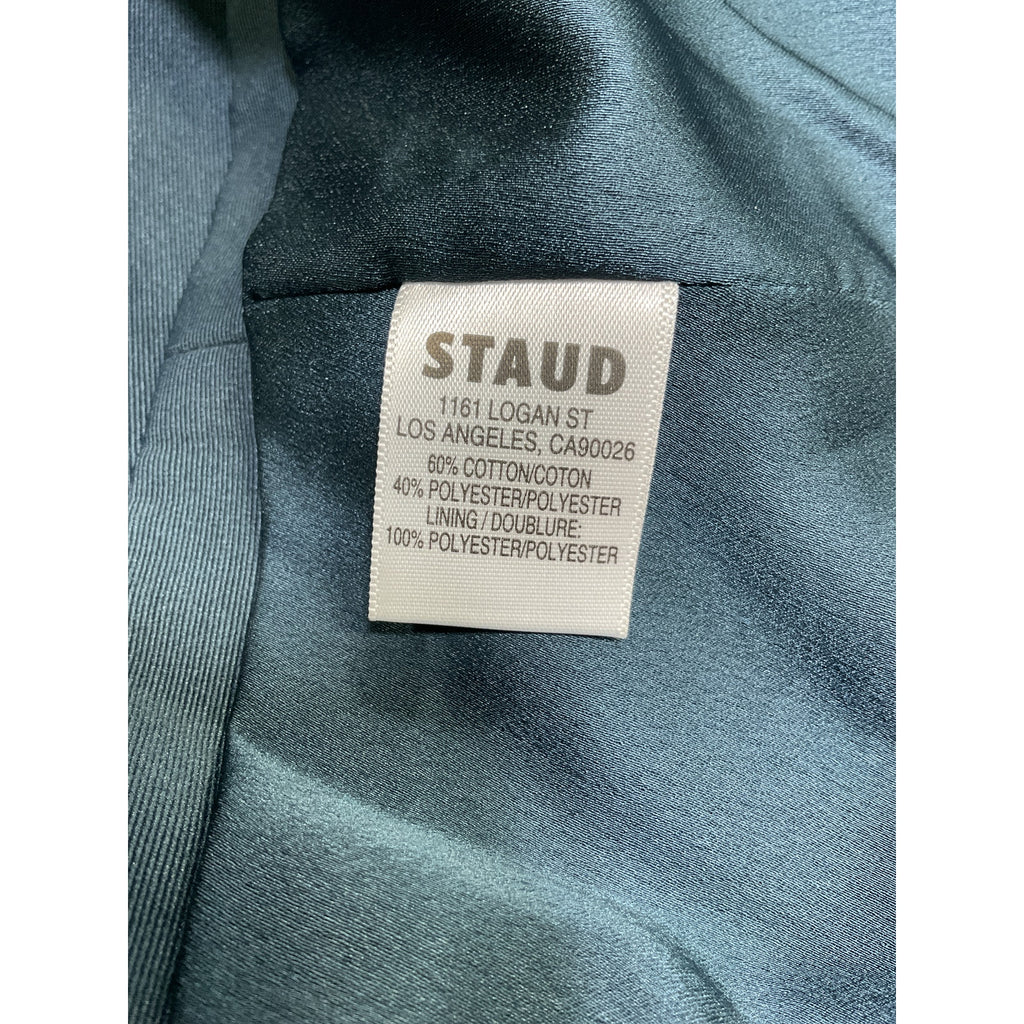 STAUD
1161 LOGAN ST
LOS ANGELES, CA90026
60% COTTON/COTON
40% POLYESTER/POLYESTER
LINING / DOUBLURE:
100% POLYESTER/POLYESTER